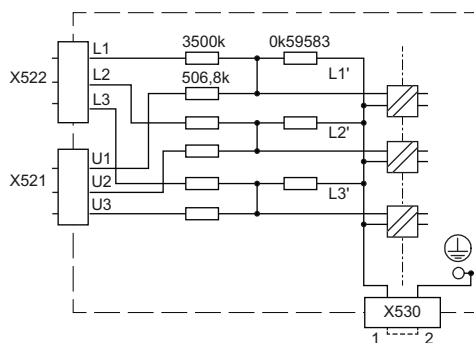 L1 3500k 0k59583
L1'
506,8k
X522
L2
L3
L2'
U1
X521
U2
L3'
U3
X530
1 2